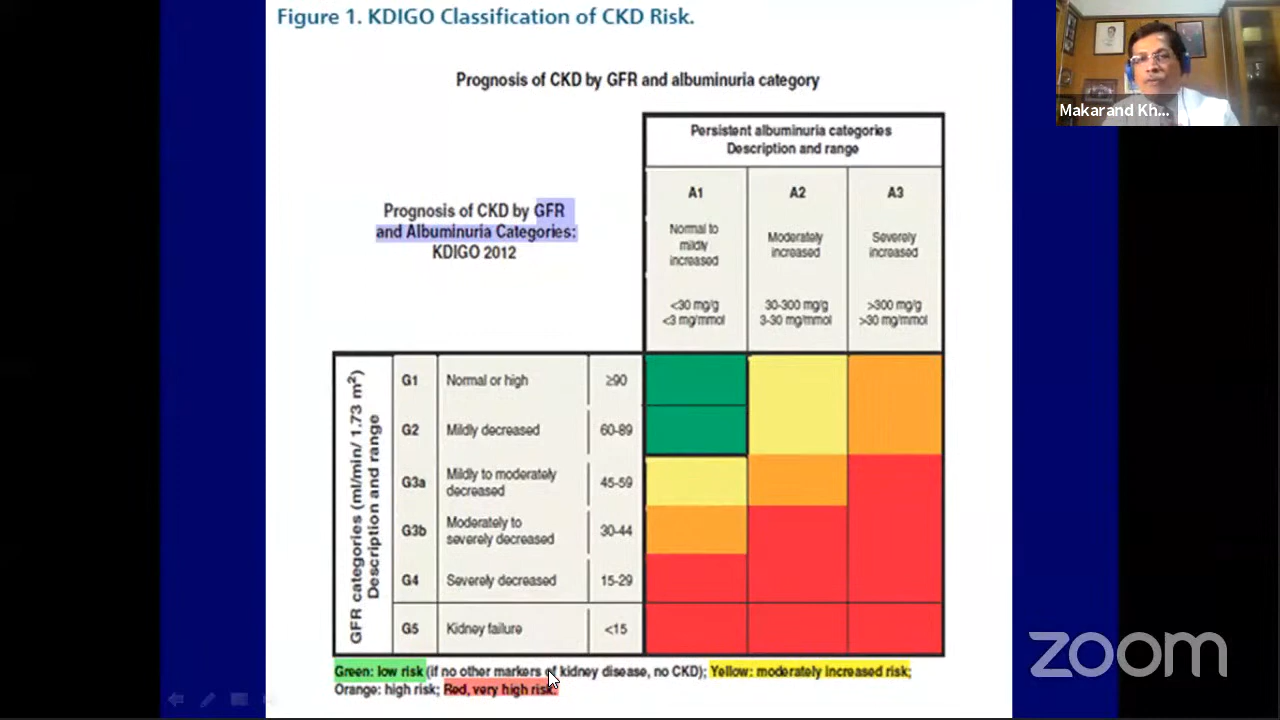 Figure 1. KDIGO Classification of CKD Risk.
Makarand Kh...
Prognosis of CKD by GFR and albuminuria category
Persistent albuminuria categories
Description and range
Prognosis of CKD by GFR
and Albuminuria Categories:
KDIGO 2012
A1
Normal to
mildly
increased
<30 mg/g
<3 mg/mmol
A2
Moderately
increased
30-300 mg/g
3-30 mg/mmol
A3
Severely
increased
>300 mg/g
>30 mg/mmol
GFR categories (ml/min/ 1.73 m²)
Description and range
G1 Normal or high ≥90
G2 Mildly decreased 60-89
G3a Mildly to moderately
decreased 45-59
G3b Moderately to
severely decreased 30-44
G4 Severely decreased 15-29
G5 Kidney failure <15
Green: low risk (if no other markers of kidney disease, no CKD); Yellow: moderately increased risk;
Orange: high risk; Red, very high risk.
zoom